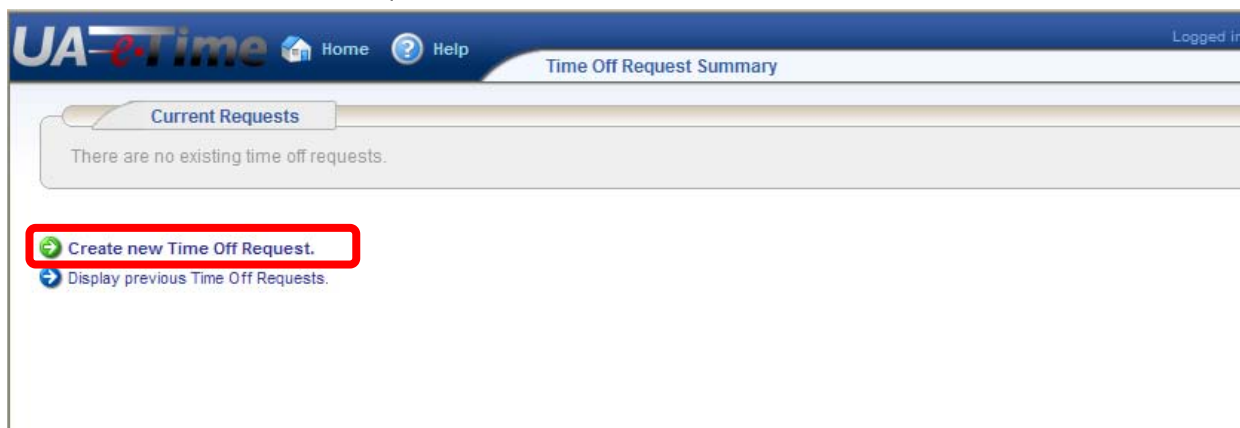 UA-e-Time Home Help Logged in
Time Off Request Summary
Current Requests
There are no existing time off requests.
Create new Time Off Request.
Display previous Time Off Requests.